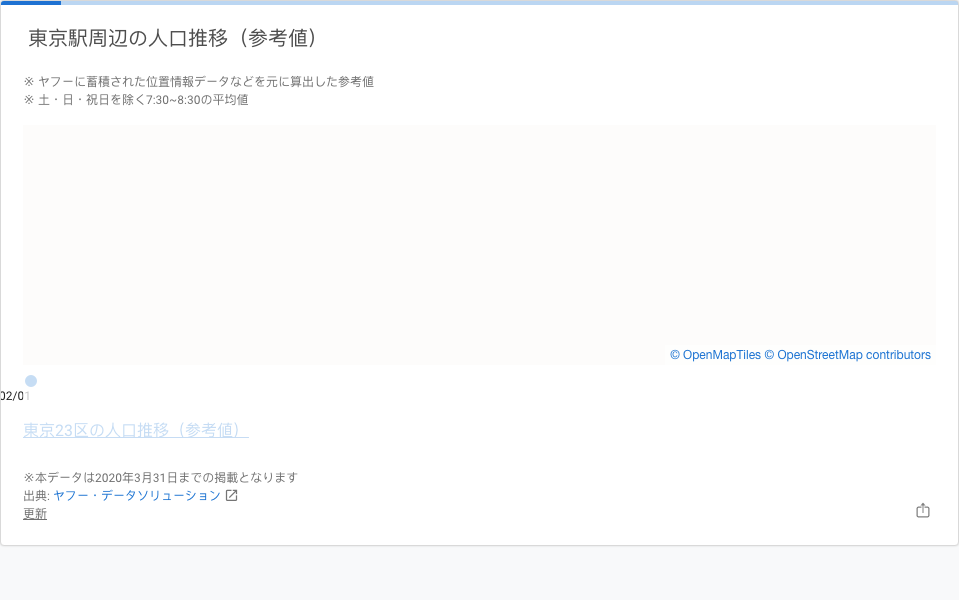 東京駅周辺の人口推移（参考値）
※ ヤフーに蓄積された位置情報データなどを元に算出した参考値
※ 土・日・祝日を除く7:30~8:30の平均値
© OpenMapTiles © OpenStreetMap contributors
02/01
東京23区の人口推移（参考値）
※本データは2020年3月31日までの掲載となります
出典: ヤフー・データソリューション
更新